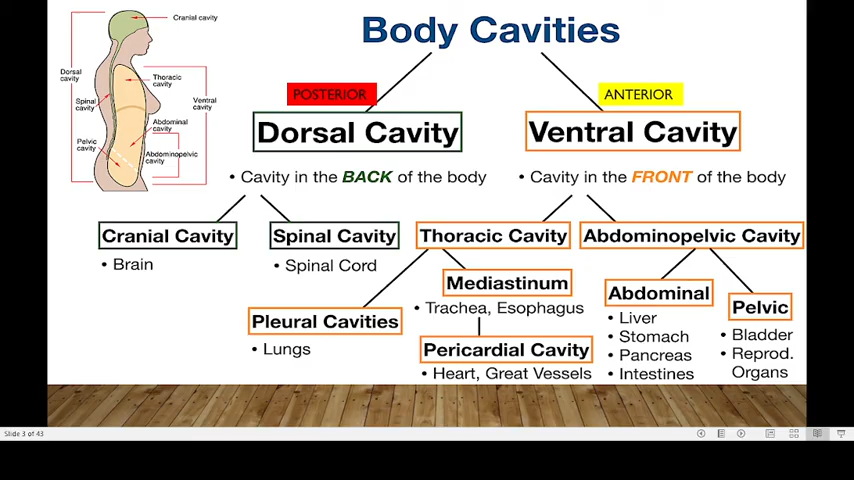 Body Cavities
Cranial cavity
Dorsal cavity
Thoracic cavity
Spinal cavity
Ventral cavity
Abdominal cavity
Pelvic cavity
Abdominopelvic cavity
POSTERIOR
ANTERIOR
Dorsal Cavity
Ventral Cavity
• Cavity in the BACK of the body
• Cavity in the FRONT of the body
Cranial Cavity
Spinal Cavity
Thoracic Cavity
Abdominopelvic Cavity
• Brain
• Spinal Cord
Mediastinum
• Trachea, Esophagus
Pleural Cavities
• Lungs
Pericardial Cavity
• Heart, Great Vessels
Abdominal
• Liver
• Stomach
• Pancreas
• Intestines
Pelvic
• Bladder
• Reprod.
Organs
Slide 3 of 43